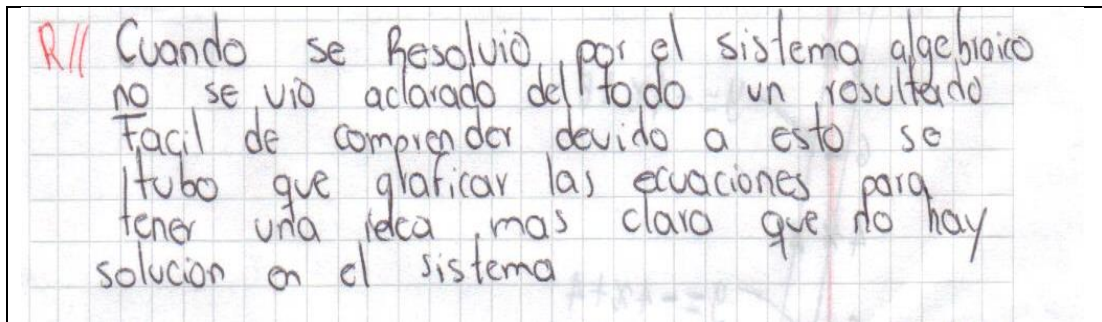 R// Cuando se Resolvio por el sistema algebraico
no se vio aclarado del todo un resultado
Facil de comprender devido a esto se
tubo que graficar las ecuaciones para
tener una idea mas clara que no hay
solucion en el sistema